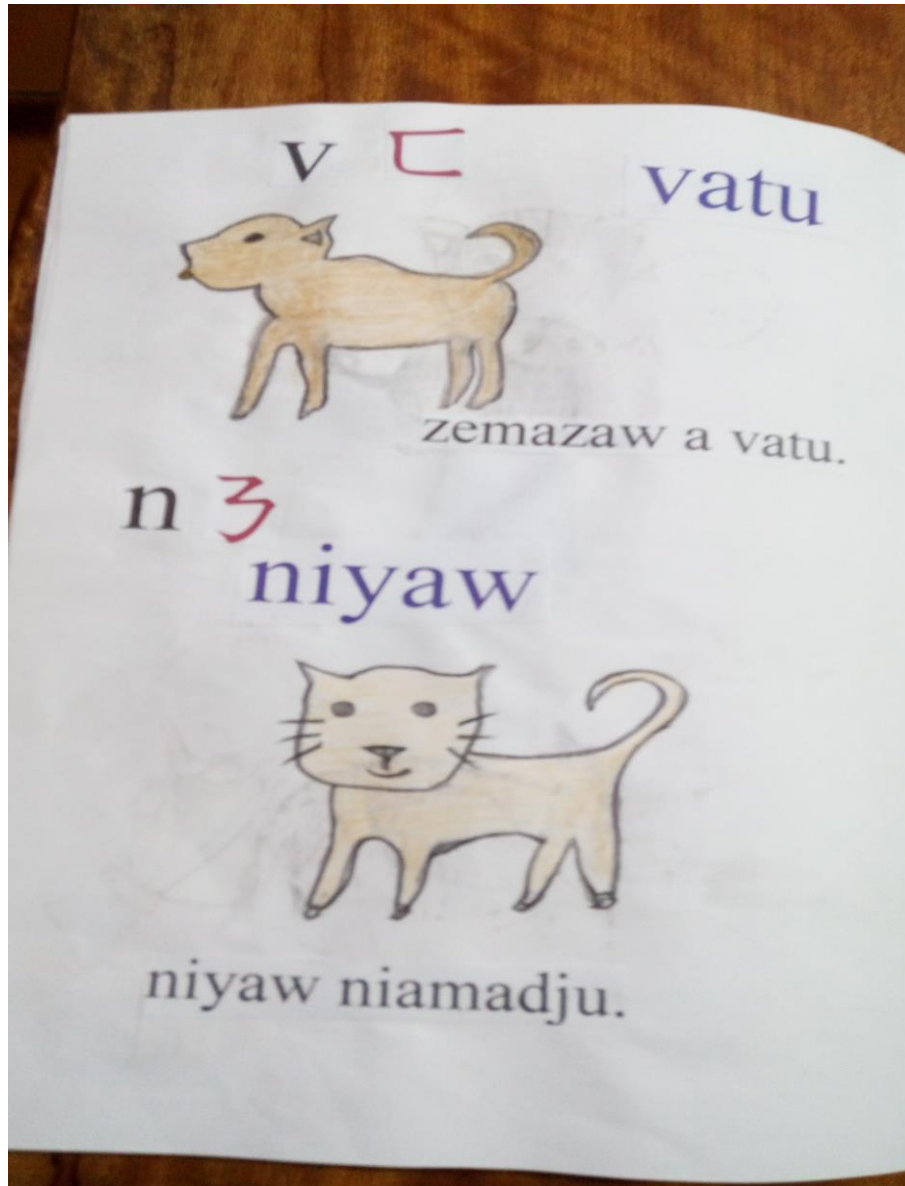 v ㄈ vatu
zemazaw a vatu.
n ㄋ
niyaw
niyaw niamadju.